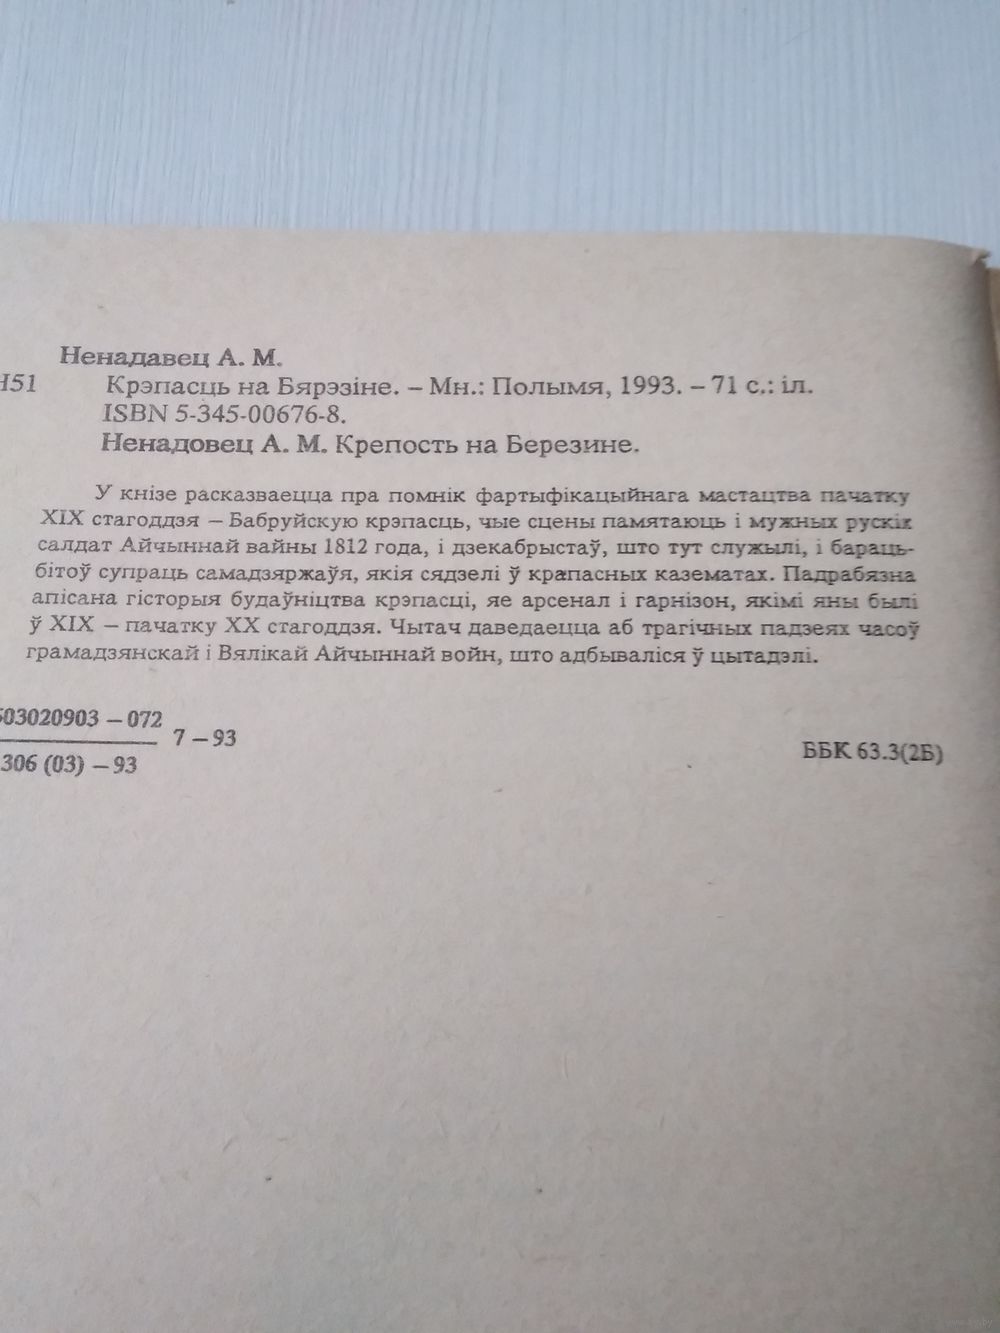 Ненадавец А. М.
Н51 Крэпасць на Бярэзіне. – Мн.: Полымя, 1993. – 71 с.: іл.
ISBN 5-345-00676-8.
Ненадовец А. М. Крепость на Березине.
У кнізе расказваецца пра помнік фартыфікацыйнага мастацтва пачатку
XIX стагоддзя – Бабруйскую крэпасць, чые сцены памятаюць і мужных рускіх
салдат Айчыннай вайны 1812 года, і дзекабрыстаў, што тут служылі, і бараць-
бітоў супраць самадзяржаўя, якія сядзелі ў крапасных казематах. Падрабязна
апісана гісторыя будаўніцтва крэпасці, яе арсенал і гарнізон, якімі яны былі
ў XIX – пачатку XX стагоддзя. Чытач даведаецца аб трагічных падзеях часоў
грамадзянскай і Вялікай Айчыннай войн, што адбываліся ў цытадэлі.
503020903 – 072
7 – 93
306 (03) – 93
ББК 63.3(2Б)